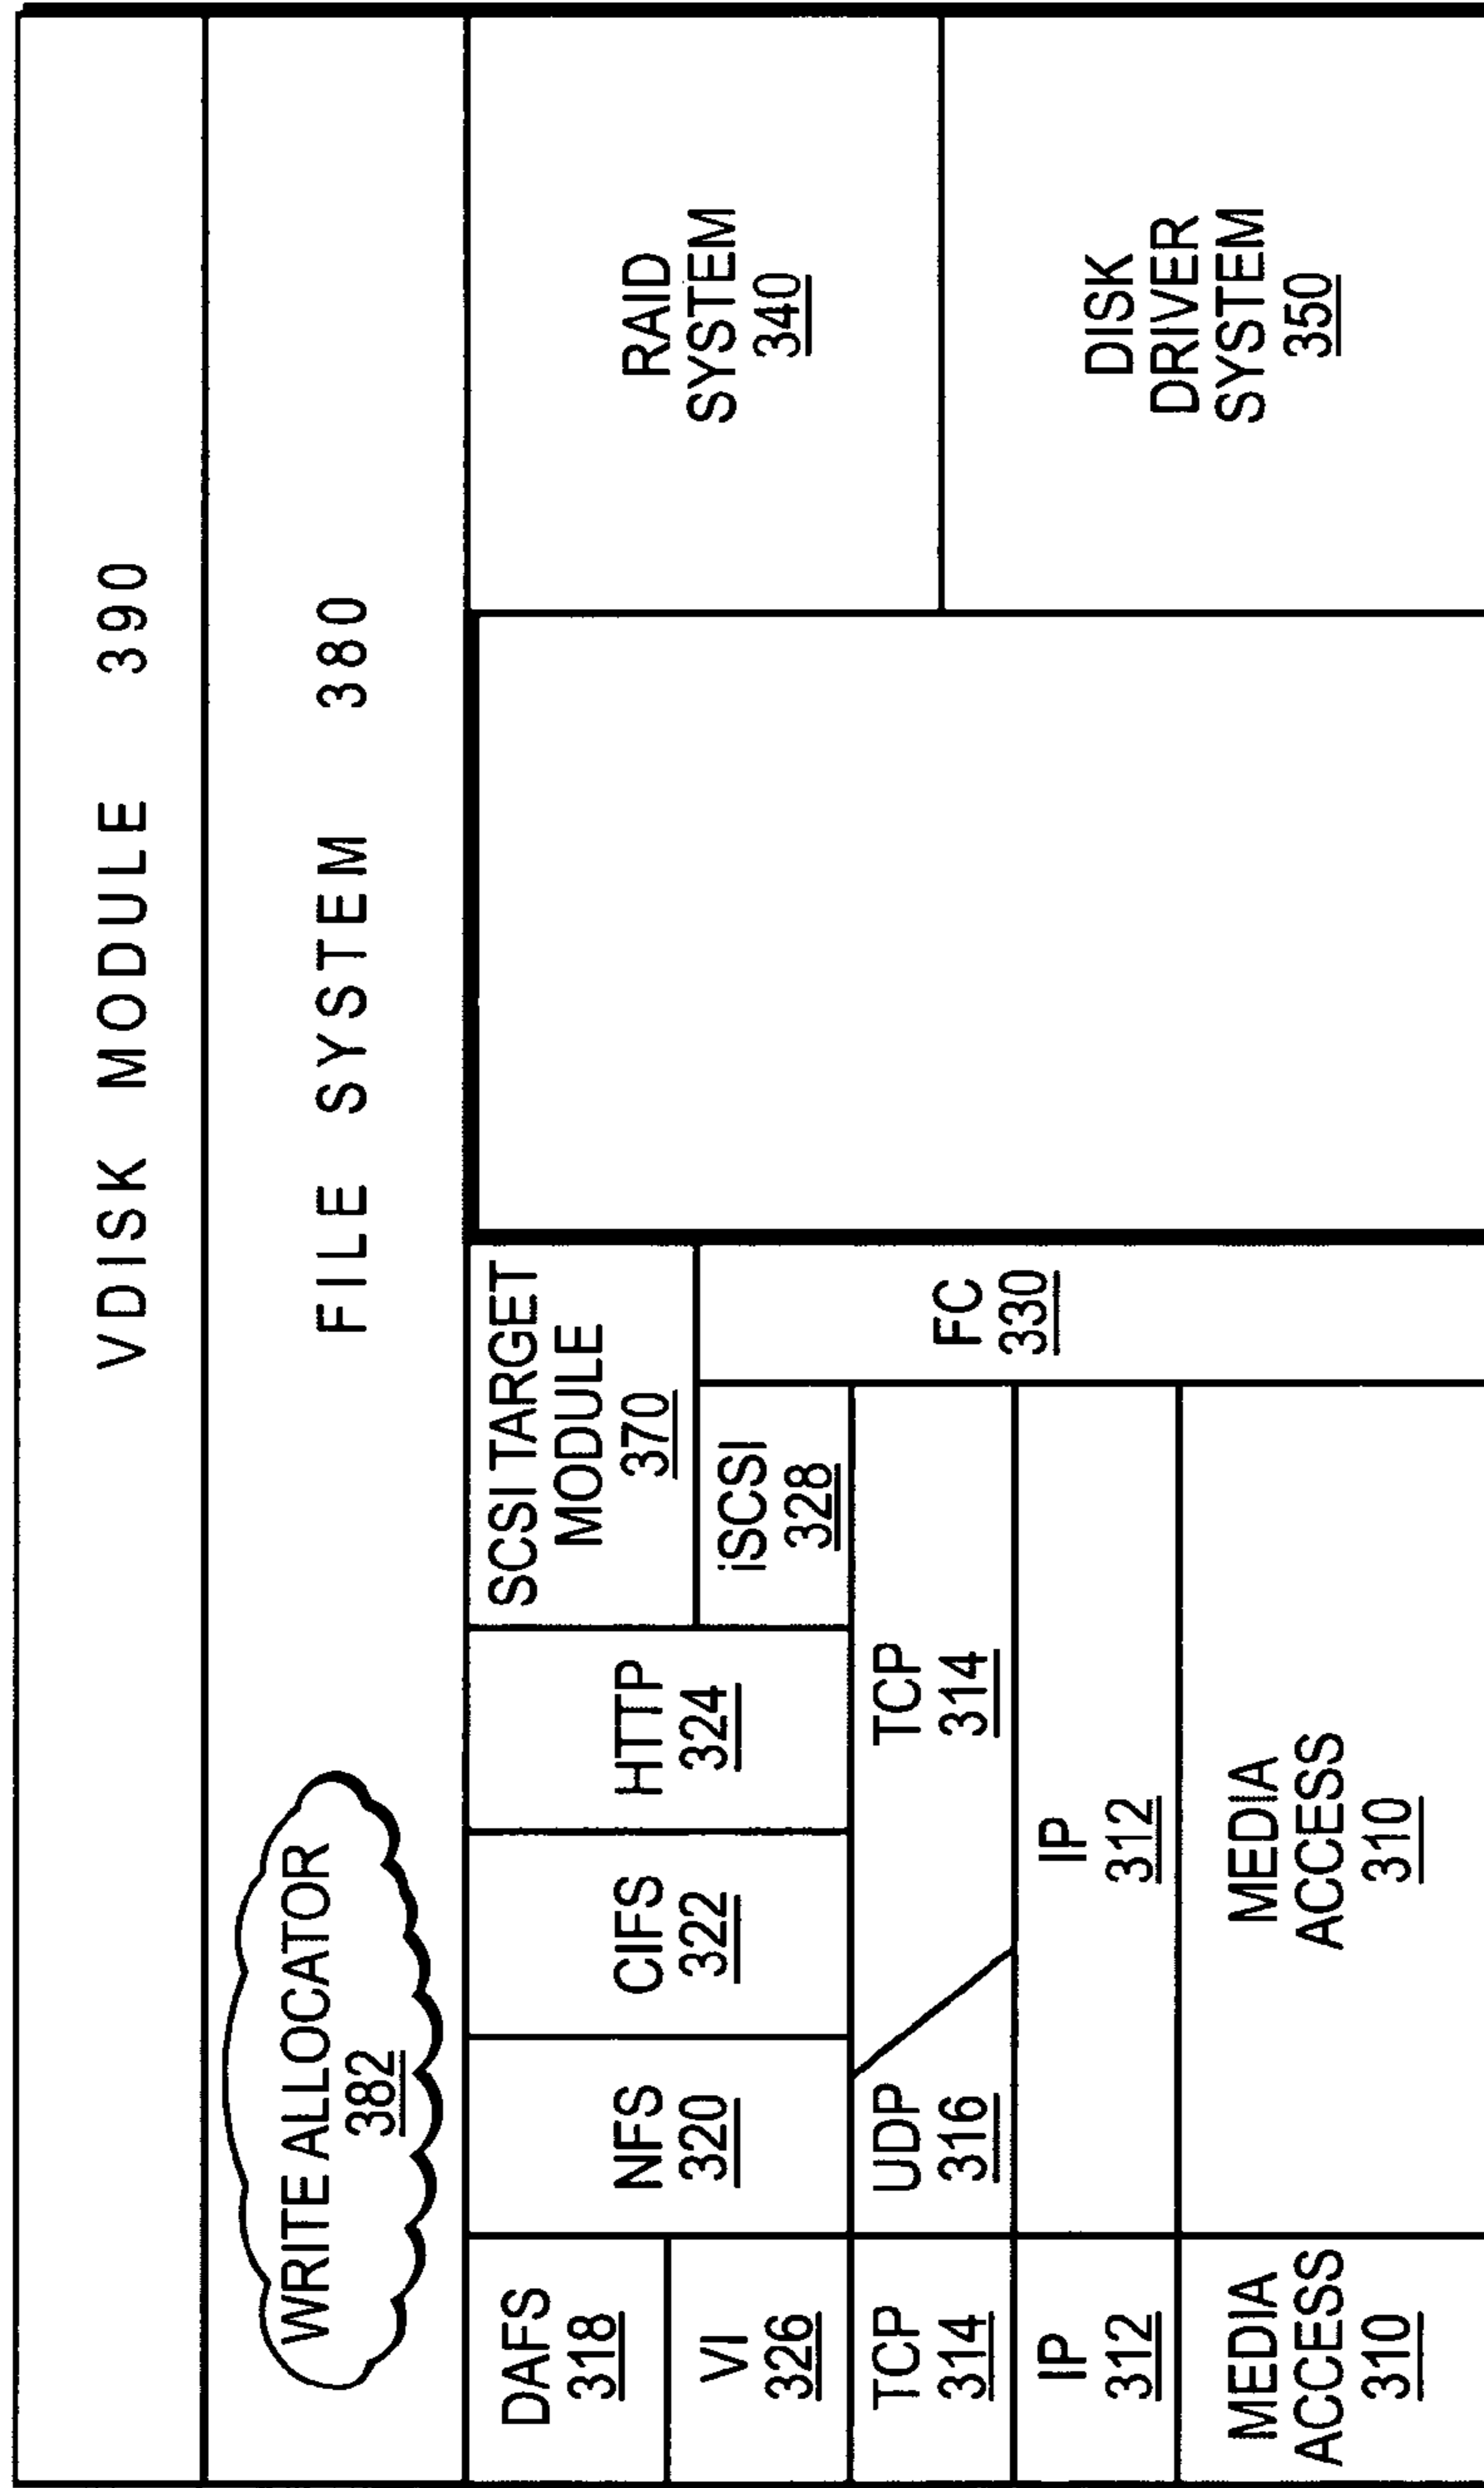 VDISK MODULE 390
FILE SYSTEM 380
WRITE ALLOCATOR
382
DAFS
318
VI
326
TCP
314
IP
312
MEDIA
ACCESS
310
NFS
320
CIFS
322
HTTP
324
SCSI TARGET
MODULE
370
iSCSI
328
FC
330
UDP
316
TCP
314
IP
312
MEDIA
ACCESS
310
RAID
SYSTEM
340
DISK
DRIVER
SYSTEM
350